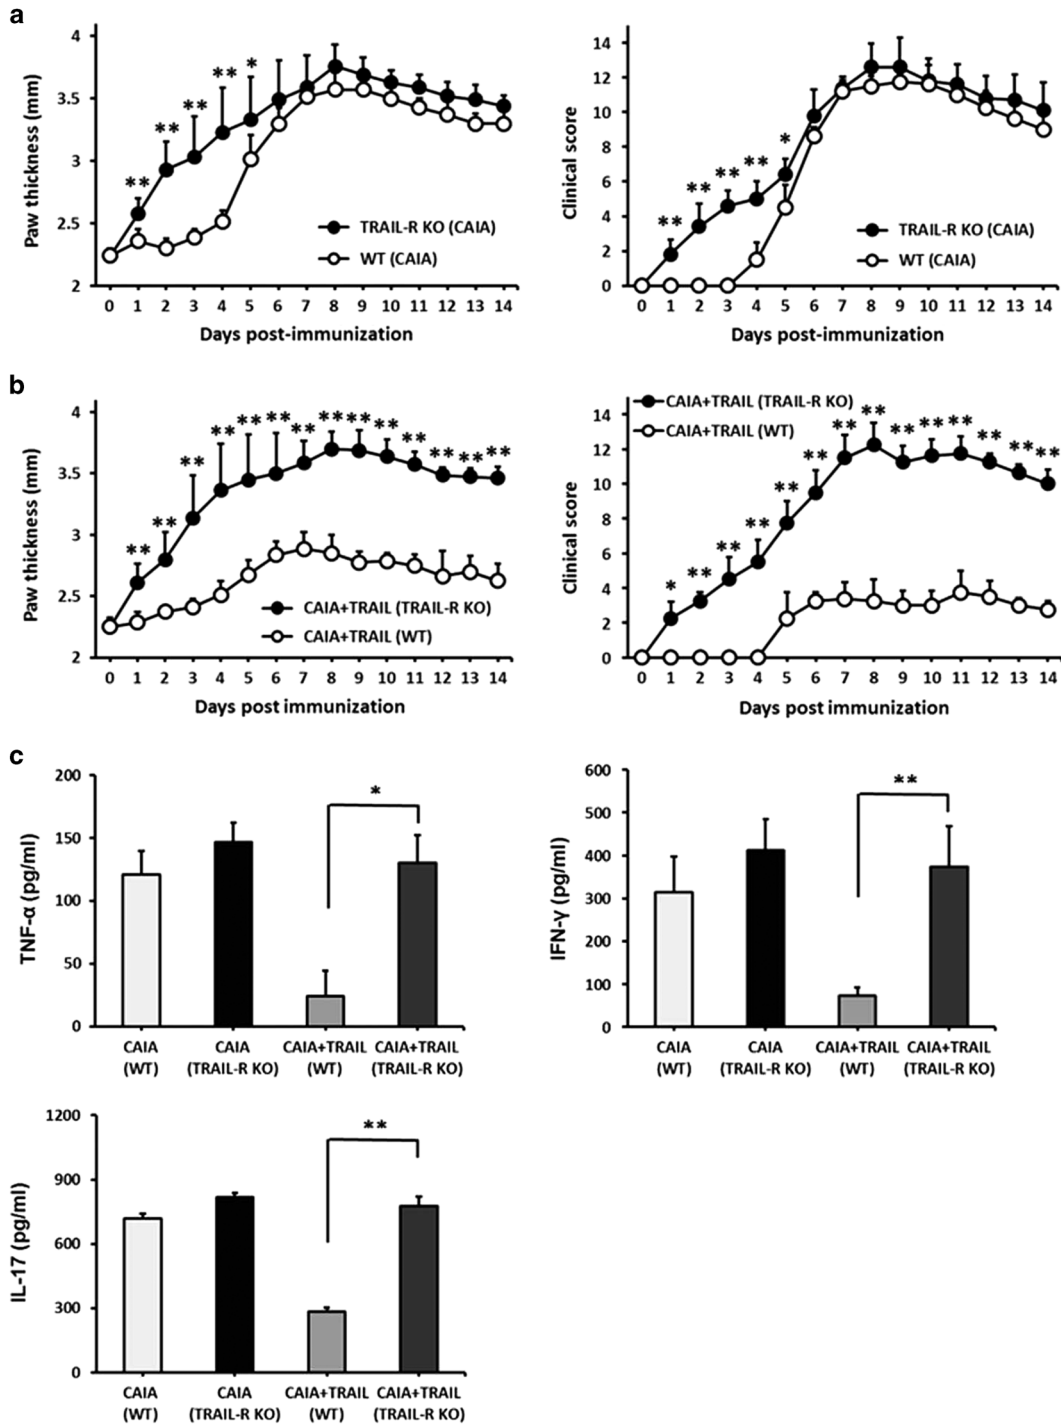 a
4
3.5
3
2.5
2
Paw thickness (mm)
** ** ** ** *
TRAIL-R KO (CAIA)
WT (CAIA)
0 1 2 3 4 5 6 7 8 9 10 11 12 13 14
Days post-immunization
14
12
10
8
6
4
2
0
Clinical score
** ** ** ** *
TRAIL-R KO (CAIA)
WT (CAIA)
0 1 2 3 4 5 6 7 8 9 10 11 12 13 14
Days post-immunization
b
4
3.5
3
2.5
2
Paw thickness (mm)
** ** ** ** ** ** ** ** ** ** ** ** ** **
CAIA+TRAIL (TRAIL-R KO)
CAIA+TRAIL (WT)
0 1 2 3 4 5 6 7 8 9 10 11 12 13 14
Days post immunization
14
12
10
8
6
4
2
0
Clinical score
CAIA+TRAIL (TRAIL-R KO)
CAIA+TRAIL (WT)
* ** ** ** ** ** ** ** ** ** ** ** ** **
0 1 2 3 4 5 6 7 8 9 10 11 12 13 14
Days post immunization
c
200
150
100
50
0
TNF-α (pg/ml)
*
CAIA CAIA CAIA+TRAIL CAIA+TRAIL
(WT) (TRAIL-R KO) (WT) (TRAIL-R KO)
600
500
400
300
200
100
0
IFN-γ (pg/ml)
**
CAIA CAIA CAIA+TRAIL CAIA+TRAIL
(WT) (TRAIL-R KO) (WT) (TRAIL-R KO)
1200
900
600
300
0
IL-17 (pg/ml)
**
CAIA CAIA CAIA+TRAIL CAIA+TRAIL
(WT) (TRAIL-R KO) (WT) (TRAIL-R KO)